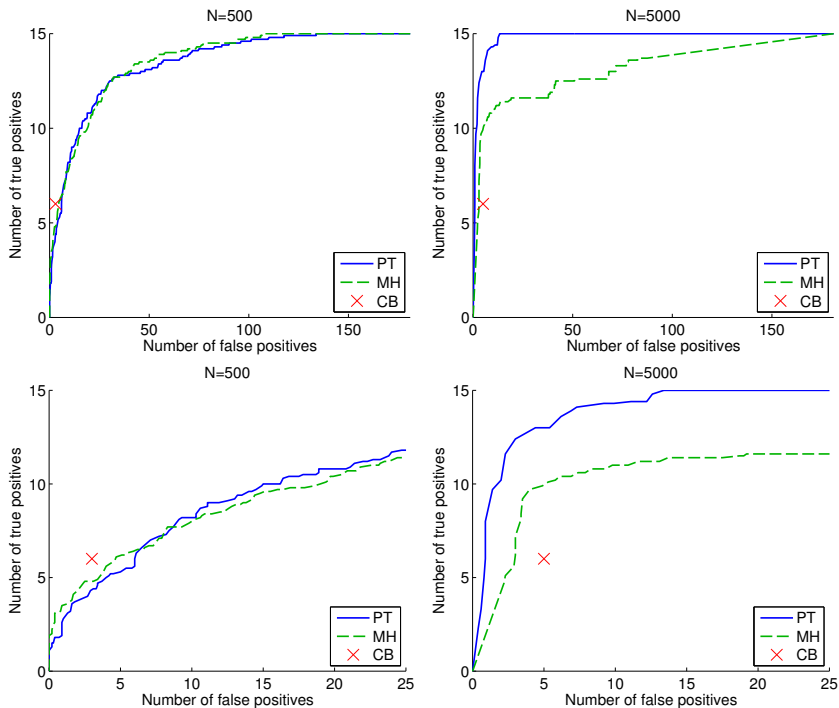 N=500
15
10
5
0
0
50
100
150
Number of true positives
Number of false positives
PT
MH
CB
N=5000
15
10
5
0
0
50
100
150
Number of true positives
Number of false positives
PT
MH
CB
N=500
15
10
5
0
0
5
10
15
20
25
Number of true positives
Number of false positives
PT
MH
CB
N=5000
15
10
5
0
0
5
10
15
20
25
Number of true positives
Number of false positives
PT
MH
CB